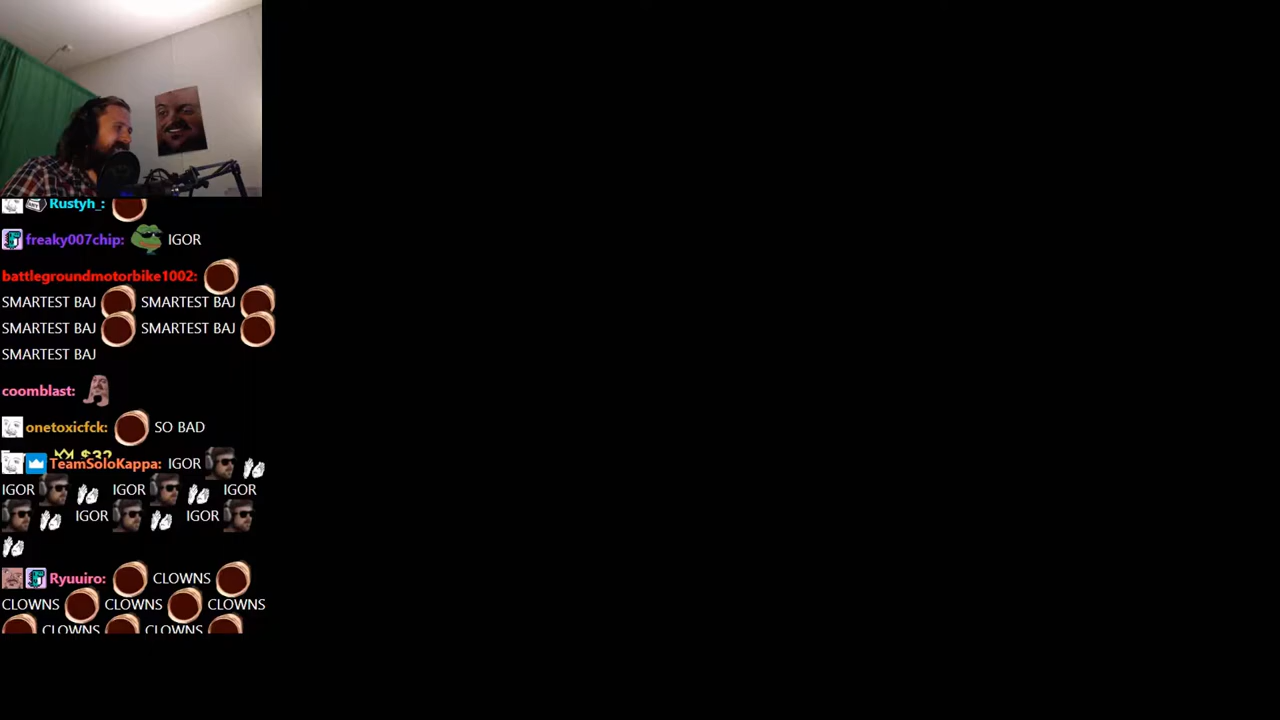 Rustyh_:
freaky007chip: IGOR
battlegroundmotorbike1002:
SMARTEST BAJ SMARTEST BAJ
SMARTEST BAJ SMARTEST BAJ
SMARTEST BAJ
coomblast:
onetoxicfck: SO BAD
$32
TeamSoloKappa: IGOR
IGOR IGOR IGOR
IGOR IGOR
Ryuuiro: CLOWNS
CLOWNS CLOWNS CLOWNS
CLOWNS CLOWNS